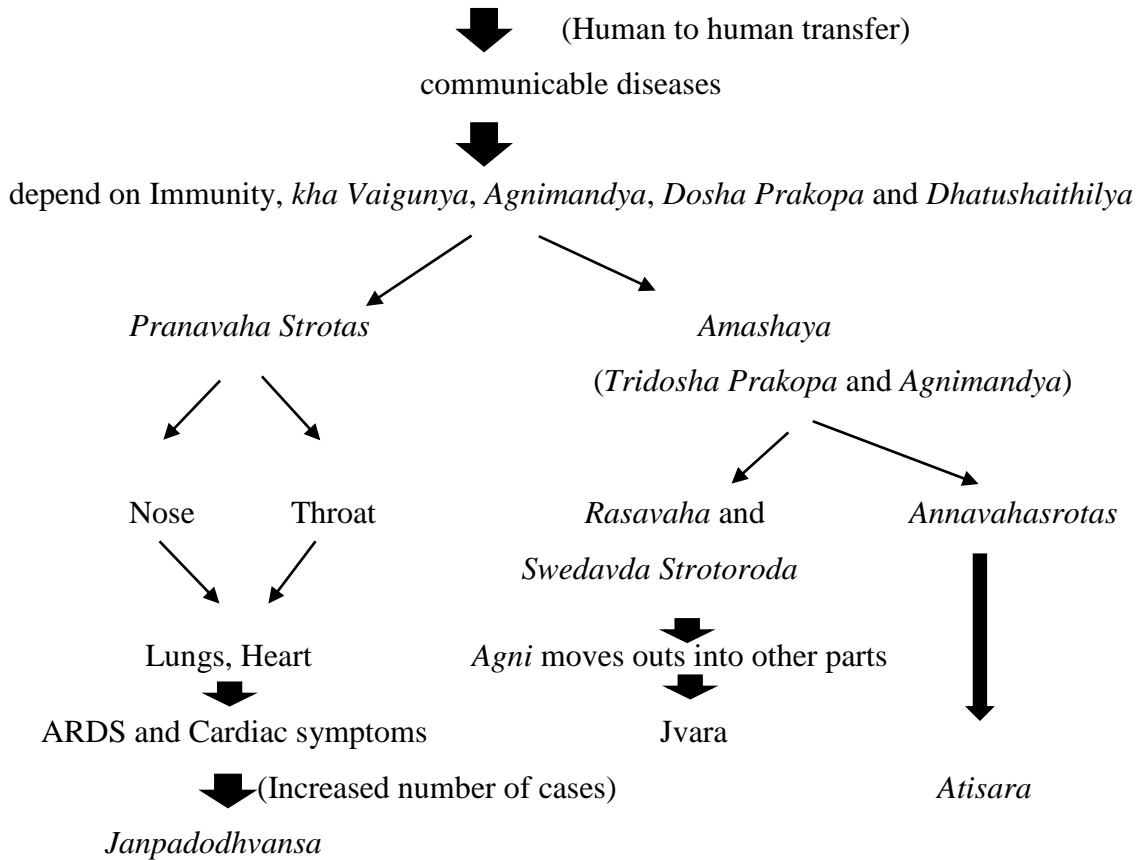 (Human to human transfer)
communicable diseases
depend on Immunity, kha Vaigunya, Agnimandya, Dosha Prakopa and Dhatushaithilya
Pranavaha Strotas
Amashaya
(Tridosha Prakopa and Agnimandya)
Nose
Throat
Rasavaha and
Annavahasrotas
Swedavda Strotoroda
Lungs, Heart
Agni moves outs into other parts
ARDS and Cardiac symptoms
Jvara
(Increased number of cases)
Atisara
Janpadodhvansa